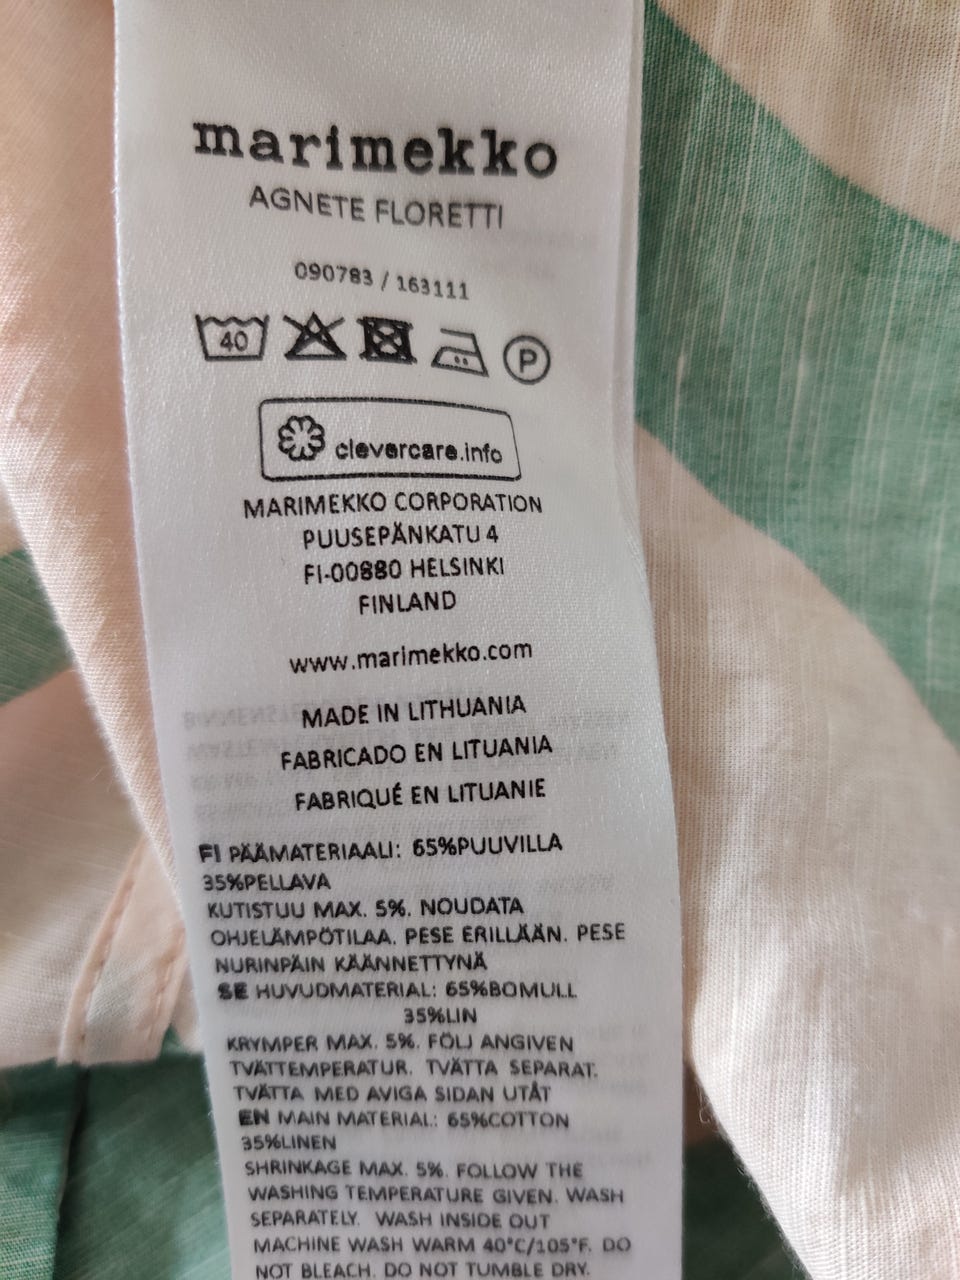 marimekko
AGNETE FLORETTI
090783 / 163111
40 P
clevercare.info
MARIMEKKO CORPORATION
PUUSEPÄNKATU 4
FI-00880 HELSINKI
FINLAND
www.marimekko.com
MADE IN LITHUANIA
FABRICADO EN LITUANIA
FABRIQUÉ EN LITUANIE
FI PÄÄMATERIAALI: 65%PUUVILLA
35%PELLAVA
KUTISTUU MAX. 5%. NOUDATA
OHJELÄMPÖTILAA. PESE ERILLÄÄN. PESE
NURINPÄIN KÄÄNNETTYNÄ
SE HUVUDMATERIAL: 65%BOMULL
35%LIN
KRYMPER MAX. 5%. FÖLJ ANGIVEN
TVÄTTEMPERATUR. TVÄTTA SEPARAT.
TVÄTTA MED AVIGA SIDAN UTÅT
EN MAIN MATERIAL: 65%COTTON
35%LINEN
SHRINKAGE MAX. 5%. FOLLOW THE
WASHING TEMPERATURE GIVEN. WASH
SEPARATELY. WASH INSIDE OUT
MACHINE WASH WARM 40°C/105°F. DO
NOT BLEACH. DO NOT TUMBLE DRY.